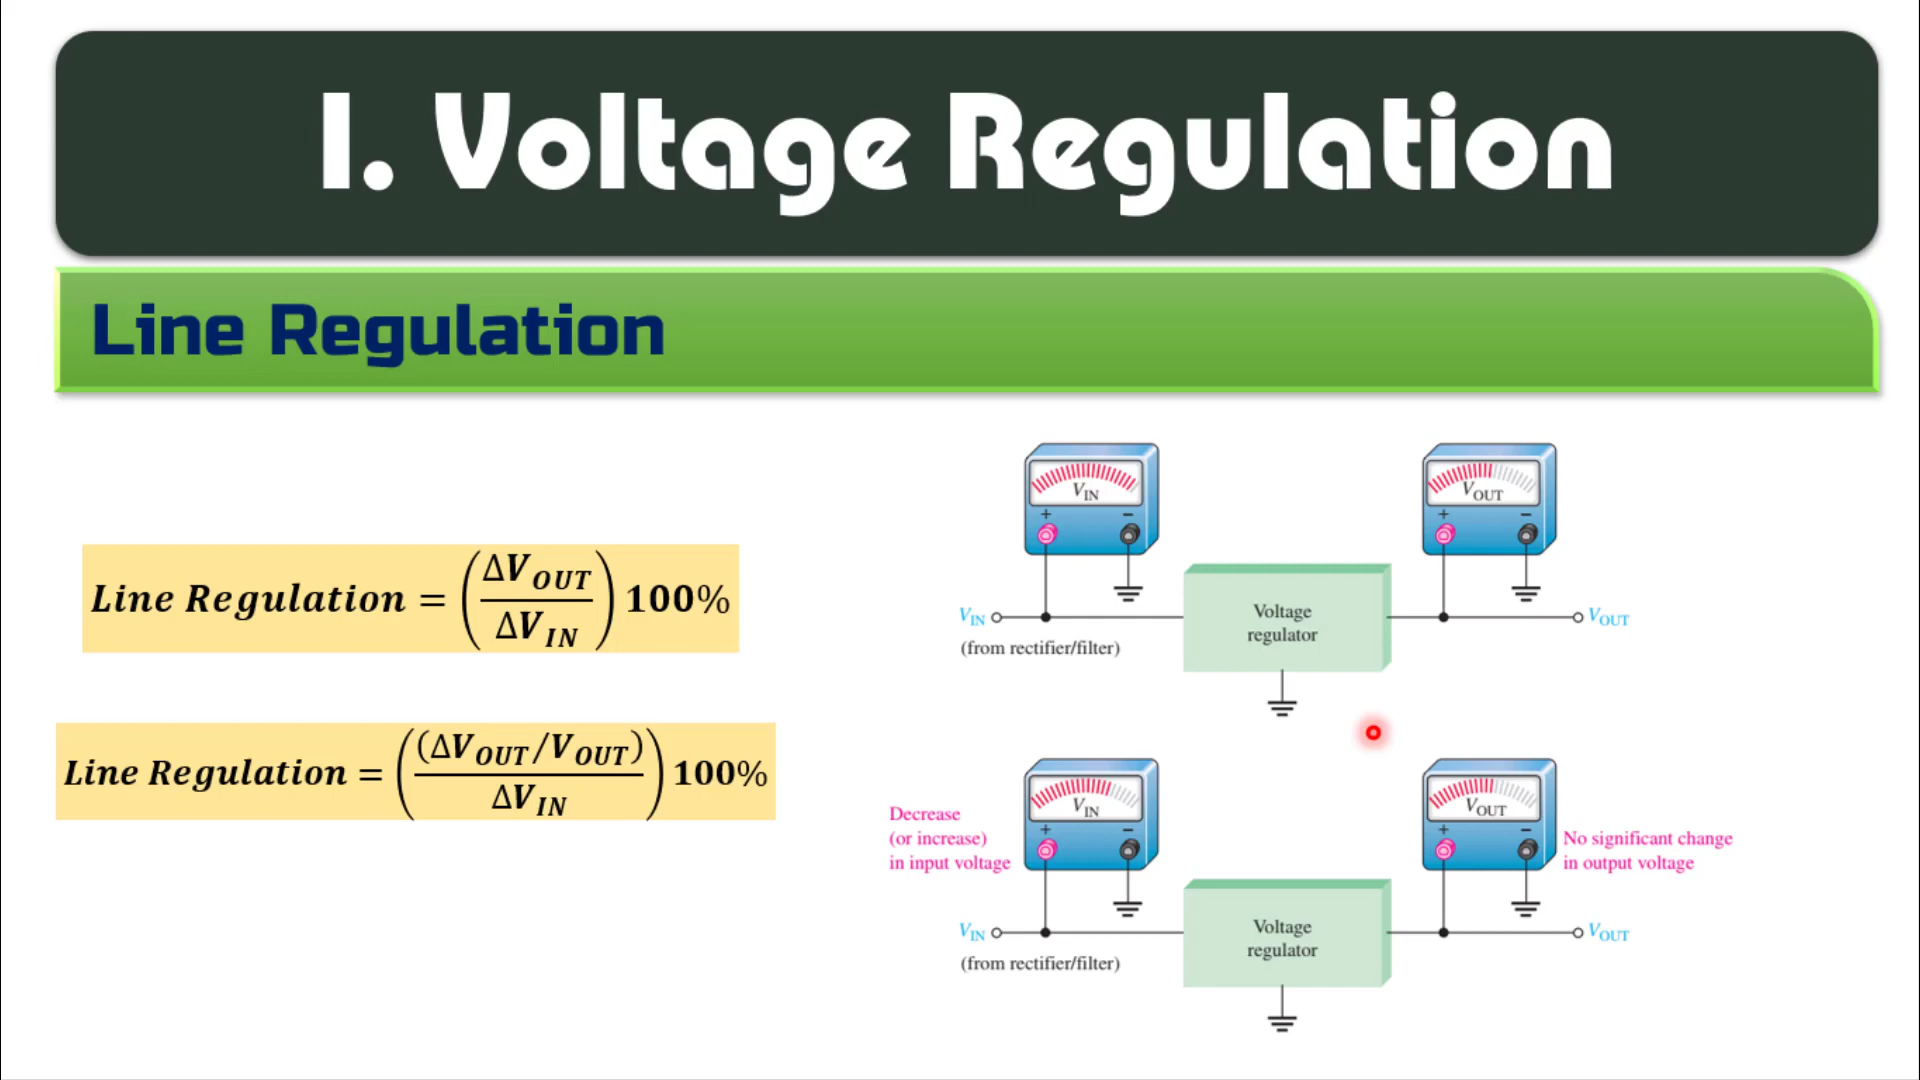 I. Voltage Regulation
Line Regulation
Line Regulation = (ΔV_OUT / ΔV_IN) 100%
Line Regulation = ((ΔV_OUT/V_OUT) / ΔV_IN) 100%
V_IN
+ −
V_OUT
+ −
V_IN
(from rectifier/filter)
Voltage
regulator
V_OUT
Decrease
(or increase)
in input voltage
V_IN
+ −
V_OUT
+ −
No significant change
in output voltage
V_IN
(from rectifier/filter)
Voltage
regulator
V_OUT